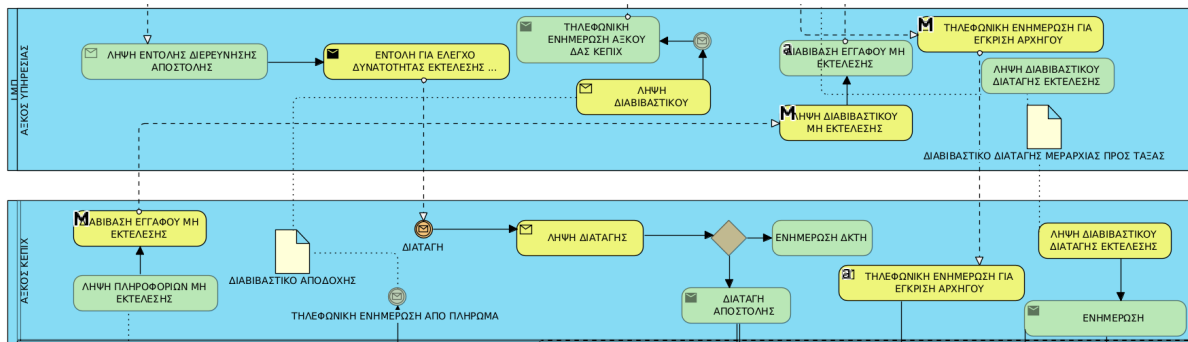 Ι.Μ.Π
ΑΞΚΟΣ ΥΠΗΡΕΣΙΑΣ
ΛΗΨΗ ΕΝΤΟΛΗΣ ΔΙΕΡΕΥΝΗΣΗΣ
ΑΠΟΣΤΟΛΗΣ
ΕΝΤΟΛΗ ΓΙΑ ΕΛΕΓΧΟ
ΔΥΝΑΤΟΤΗΤΑΣ ΕΚΤΕΛΕΣΗΣ ...
ΤΗΛΕΦΩΝΙΚΗ
ΕΝΗΜΕΡΩΣΗ ΑΞΚΟΥ
ΔΑΣ ΚΕΠΙΧ
ΛΗΨΗ
ΔΙΑΒΙΒΑΣΤΙΚΟΥ
ΔΙΑΒΙΒΑΣΗ ΕΓΓΑΦΟΥ ΜΗ
ΕΚΤΕΛΕΣΗΣ
ΛΗΨΗ ΔΙΑΒΙΒΑΣΤΙΚΟΥ
ΜΗ ΕΚΤΕΛΕΣΗΣ
ΤΗΛΕΦΩΝΙΚΗ ΕΝΗΜΕΡΩΣΗ ΓΙΑ
ΕΓΚΡΙΣΗ ΑΡΧΗΓΟΥ
ΛΗΨΗ ΔΙΑΒΙΒΑΣΤΙΚΟΥ
ΔΙΑΤΑΓΗΣ ΕΚΤΕΛΕΣΗΣ
ΔΙΑΒΙΒΑΣΤΙΚΟ ΔΙΑΤΑΓΗΣ ΜΕΡΑΡΧΙΑΣ ΠΡΟΣ ΤΑΞΑΣ
ΑΞΚΟΣ ΚΕΠΙΧ
ΔΙΑΒΙΒΑΣΗ ΕΓΓΑΦΟΥ ΜΗ
ΕΚΤΕΛΕΣΗΣ
ΛΗΨΗ ΠΛΗΡΟΦΟΡΙΩΝ ΜΗ
ΕΚΤΕΛΕΣΗΣ
ΔΙΑΒΙΒΑΣΤΙΚΟ ΑΠΟΔΟΧΗΣ
ΤΗΛΕΦΩΝΙΚΗ ΕΝΗΜΕΡΩΣΗ ΑΠΟ ΠΛΗΡΩΜΑ
ΔΙΑΤΑΓΗ
ΛΗΨΗ ΔΙΑΤΑΓΗΣ
ΕΝΗΜΕΡΩΣΗ ΔΚΤΗ
ΔΙΑΤΑΓΗ
ΑΠΟΣΤΟΛΗΣ
ΤΗΛΕΦΩΝΙΚΗ ΕΝΗΜΕΡΩΣΗ ΓΙΑ
ΕΓΚΡΙΣΗ ΑΡΧΗΓΟΥ
ΛΗΨΗ ΔΙΑΒΙΒΑΣΤΙΚΟΥ
ΔΙΑΤΑΓΗΣ ΕΚΤΕΛΕΣΗΣ
ΕΝΗΜΕΡΩΣΗ